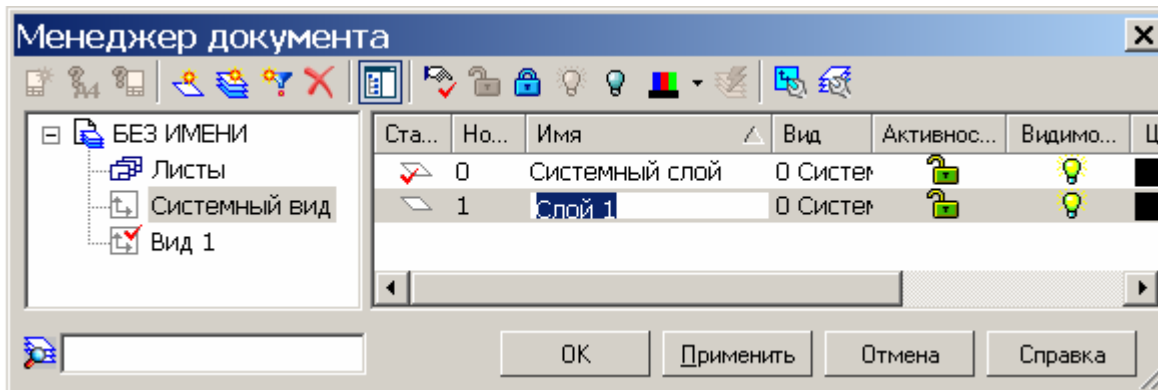 Менеджер документа
БЕЗ ИМЕНИ
Листы
Системный вид
Вид 1
Ста... Но... Имя Вид Активнос... Видимо... Ц
0 Системный слой 0 Систем
1 Слой 1 0 Систем
OK Применить Отмена Справка